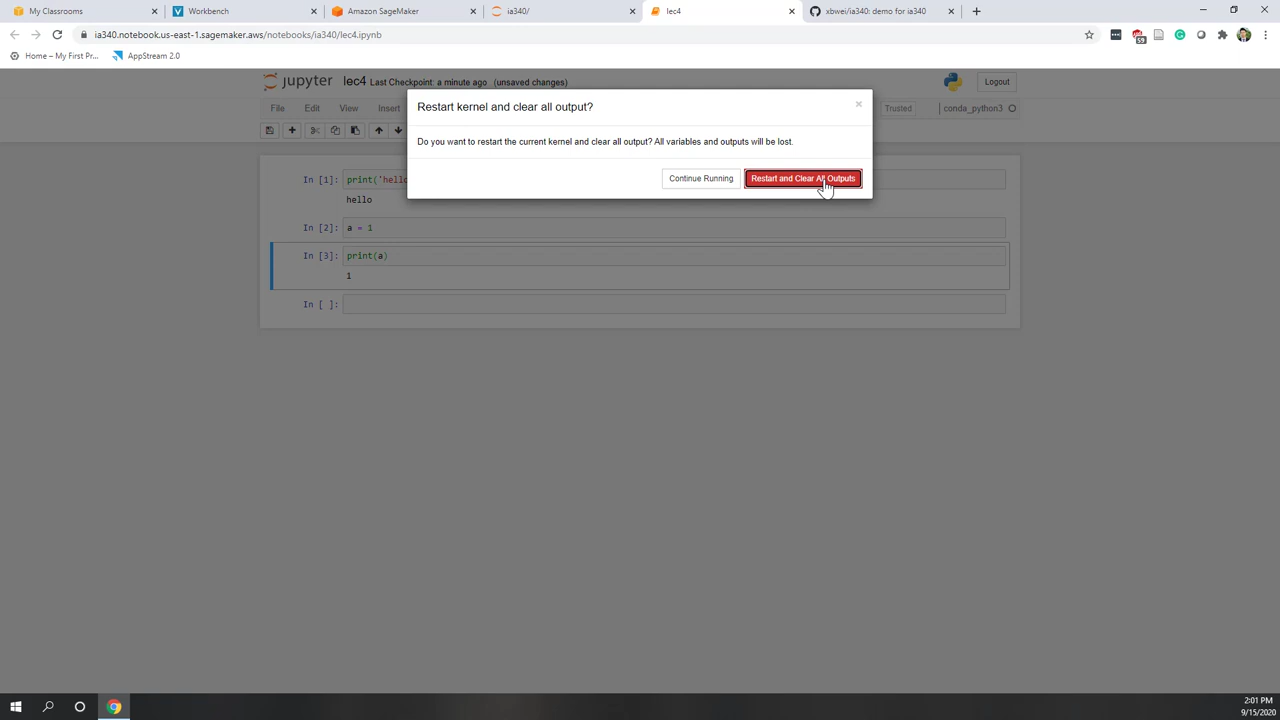 My Classrooms
Workbench
Amazon SageMaker
ia340/
lec4
xbwei/ia340: demo for ia340
ia340.notebook.us-east-1.sagemaker.aws/notebooks/ia340/lec4.ipynb
59
Home – My First Pr...
AppStream 2.0
jupyter lec4 Last Checkpoint: a minute ago (unsaved changes)
Logout
File Edit View Insert
Trusted
conda_python3
Restart kernel and clear all output?
×
Do you want to restart the current kernel and clear all output? All variables and outputs will be lost.
Continue Running
Restart and Clear All Outputs
In [1]: print('hello
hello
In [2]: a = 1
In [3]: print(a)
1
In [ ]:
2:01 PM
9/15/2020